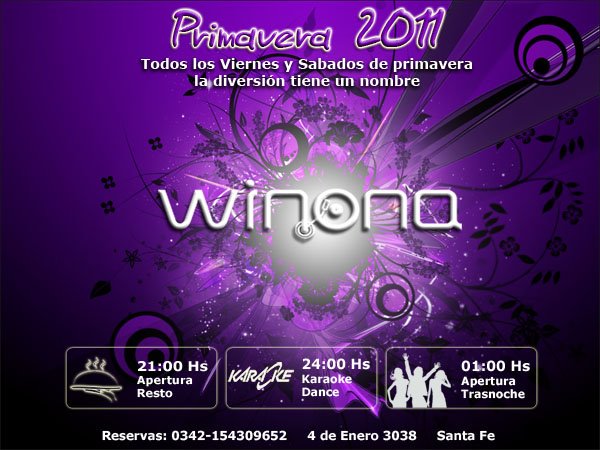 Primavera 2011
Todos los Viernes y Sabados de primavera
la diversión tiene un nombre
winona
21:00 Hs
Apertura
Resto
KARAOKE
24:00 Hs
Karaoke
Dance
01:00 Hs
Apertura
Trasnoche
Reservas: 0342-154309652 4 de Enero 3038 Santa Fe